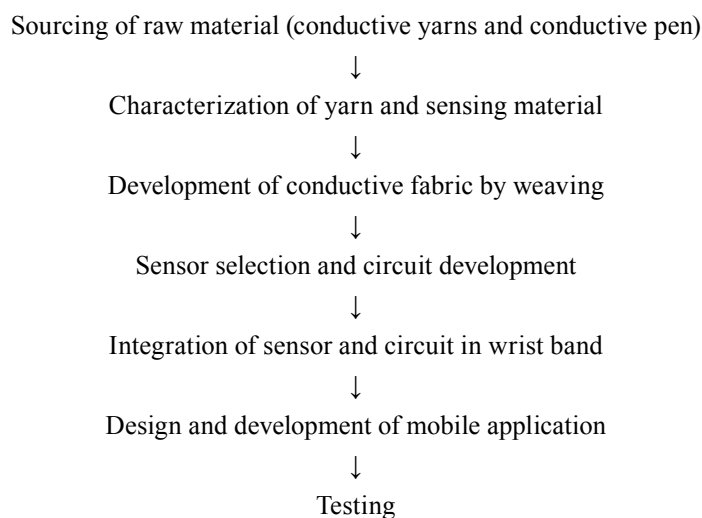 Sourcing of raw material (conductive yarns and conductive pen)
↓
Characterization of yarn and sensing material
↓
Development of conductive fabric by weaving
↓
Sensor selection and circuit development
↓
Integration of sensor and circuit in wrist band
↓
Design and development of mobile application
↓
Testing